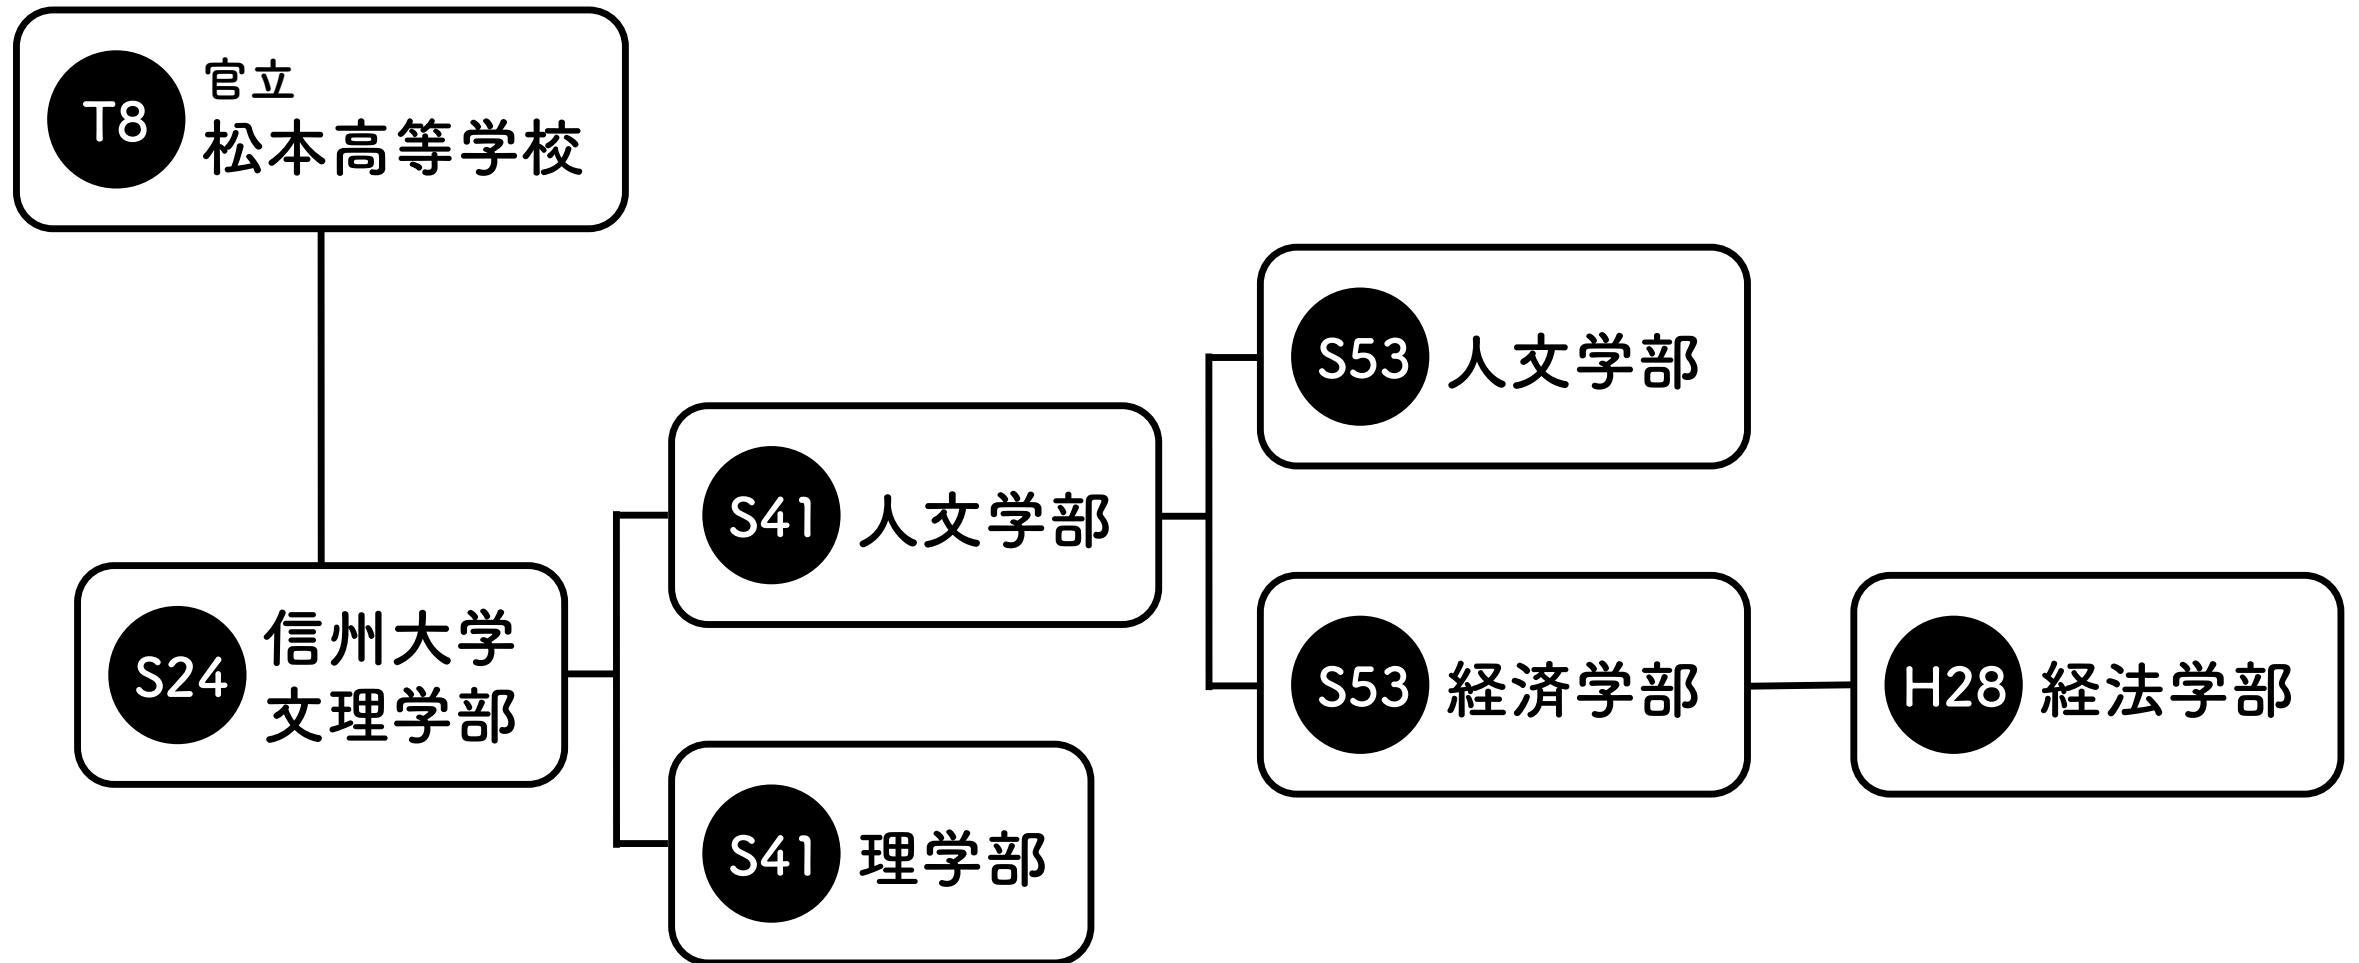 T8
官立
松本高等学校
S24
信州大学
文理学部
S41
人文学部
S41
理学部
S53
人文学部
S53
経済学部
H28
経法学部